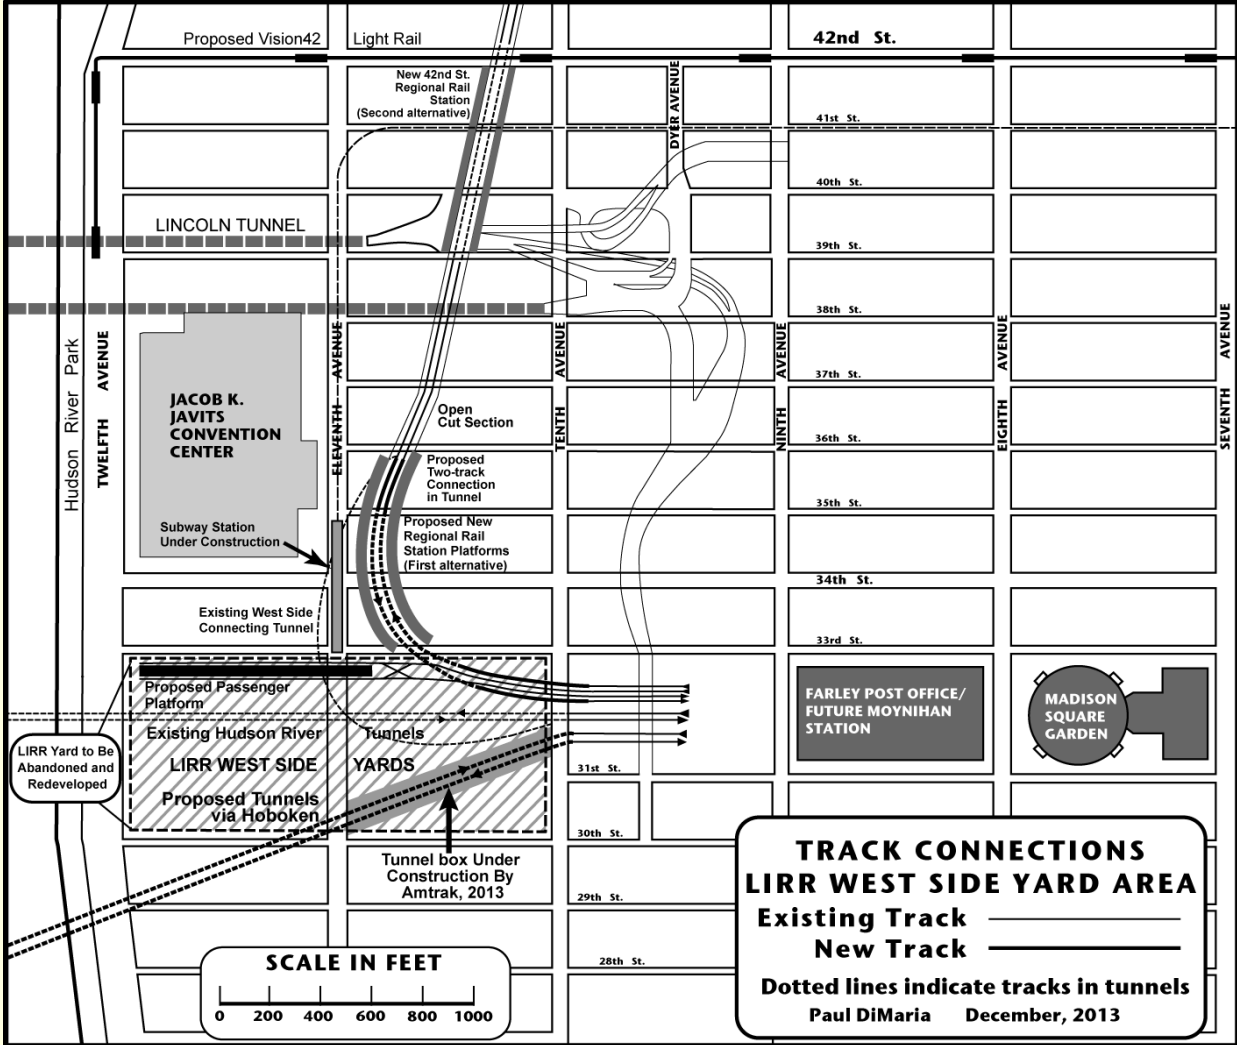 Proposed Vision42 Light Rail
42nd St.
New 42nd St.
Regional Rail
Station
(Second alternative)
DYER AVENUE
41st St.
40th St.
LINCOLN TUNNEL
39th St.
38th St.
Hudson River Park
TWELFTH AVENUE
ELEVENTH AVENUE
TENTH AVENUE
NINTH AVENUE
EIGHTH AVENUE
SEVENTH AVENUE
37th St.
JACOB K.
JAVITS
CONVENTION
CENTER
Open
Cut Section
36th St.
Proposed
Two-track
Connection
in Tunnel
35th St.
Subway Station
Under Construction
Proposed New
Regional Rail
Station Platforms
(First alternative)
34th St.
Existing West Side
Connecting Tunnel
33rd St.
Proposed Passenger
Platform
FARLEY POST OFFICE/
FUTURE MOYNIHAN
STATION
MADISON
SQUARE
GARDEN
Existing Hudson River Tunnels
LIRR Yard to Be
Abandoned and
Redeveloped
LIRR WEST SIDE YARDS
31st St.
Proposed Tunnels
via Hoboken
30th St.
Tunnel box Under
Construction By
Amtrak, 2013
29th St.
28th St.
SCALE IN FEET
0 200 400 600 800 1000
TRACK CONNECTIONS
LIRR WEST SIDE YARD AREA
Existing Track
New Track
Dotted lines indicate tracks in tunnels
Paul DiMaria December, 2013